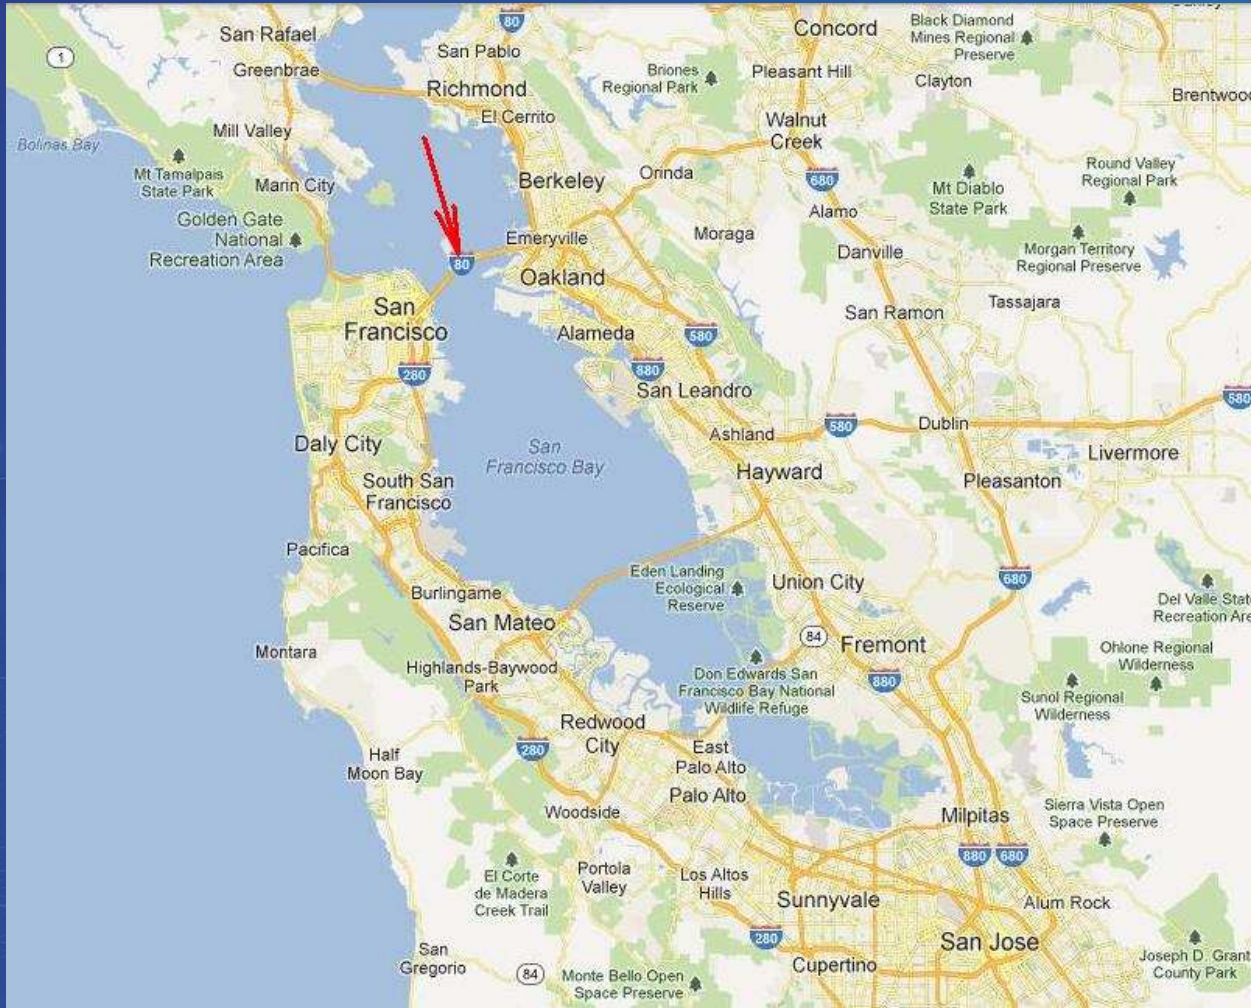 San Rafael
Greenbrae
1
80
San Pablo
Richmond
El Cerrito
Concord
Pleasant Hill
Briones
Regional Park
Black Diamond
Mines Regional
Preserve
Clayton
Brentwood
Walnut
Creek
Bolinas Bay
Mill Valley
Mt Tamalpais
State Park
Marin City
Berkeley
Orinda
680
Mt Diablo
State Park
Round Valley
Regional Park
Golden Gate
National
Recreation Area
Alamo
Emeryville
Moraga
Danville
Morgan Territory
Regional Preserve
80
Oakland
San
Francisco
Alameda
580
San Ramon
Tassajara
280
880
San Leandro
580
Daly City
San
Francisco Bay
Ashland
580
Dublin
Livermore
Hayward
Pleasanton
South San
Francisco
Pacifica
Eden Landing
Ecological
Reserve
Union City
680
Burlingame
San Mateo
Del Valle State
Recreation Are
84
Fremont
Montara
Highlands-Baywood
Park
Don Edwards San
Francisco Bay National
Wildlife Refuge
880
Ohlone Regional
Wilderness
Sunol Regional
Wilderness
Redwood
City
280
East
Palo Alto
Half
Moon Bay
Palo Alto
Woodside
Milpitas
Sierra Vista Open
Space Preserve
880
680
El Corte
de Madera
Creek Trail
Portola
Valley
Los Altos
Hills
Sunnyvale
Alum Rock
280
San Jose
San
Gregorio
84
Monte Bello Open
Space Preserve
Cupertino
Joseph D. Grant
County Park